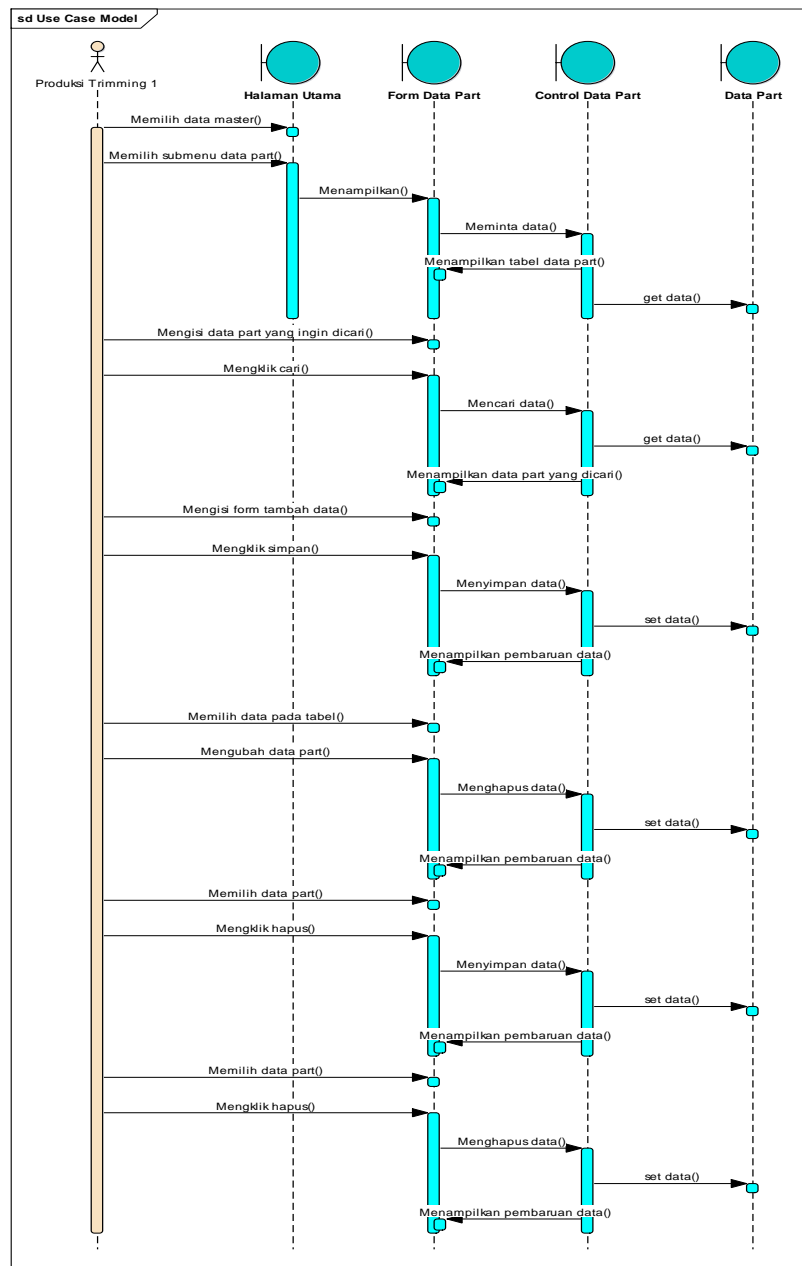 sd Use Case Model
Produksi Trimming 1
Halaman Utama
Form Data Part
Control Data Part
Data Part
Memilih data master()
Memilih submenu data part()
Menampilkan()
Meminta data()
Menampilkan tabel data part()
get data()
Mengisi data part yang ingin dicari()
Mengklik cari()
Mencari data()
get data()
Menampilkan data part yang dicari()
Mengisi form tambah data()
Mengklik simpan()
Menyimpan data()
set data()
Menampilkan pembaruan data()
Memilih data pada tabel()
Mengubah data part()
Menghapus data()
set data()
Menampilkan pembaruan data()
Memilih data part()
Mengklik hapus()
Menyimpan data()
set data()
Menampilkan pembaruan data()
Memilih data part()
Mengklik hapus()
Menghapus data()
set data()
Menampilkan pembaruan data()